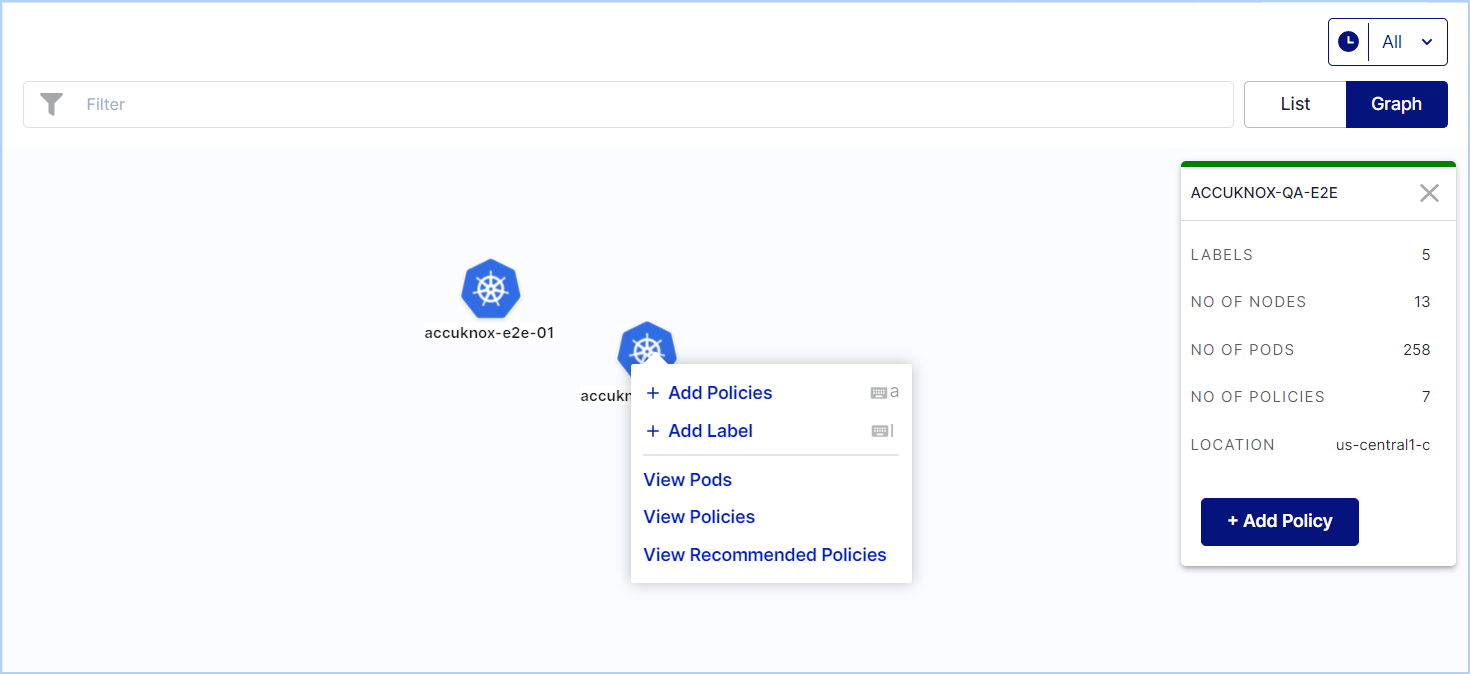 All
Filter
List
Graph
ACCUKNOX-QA-E2E
LABELS 5
NO OF NODES 13
NO OF PODS 258
NO OF POLICIES 7
LOCATION us-central1-c
+ Add Policy
accuknox-e2e-01
+ Add Policies a
+ Add Label l
View Pods
View Policies
View Recommended Policies